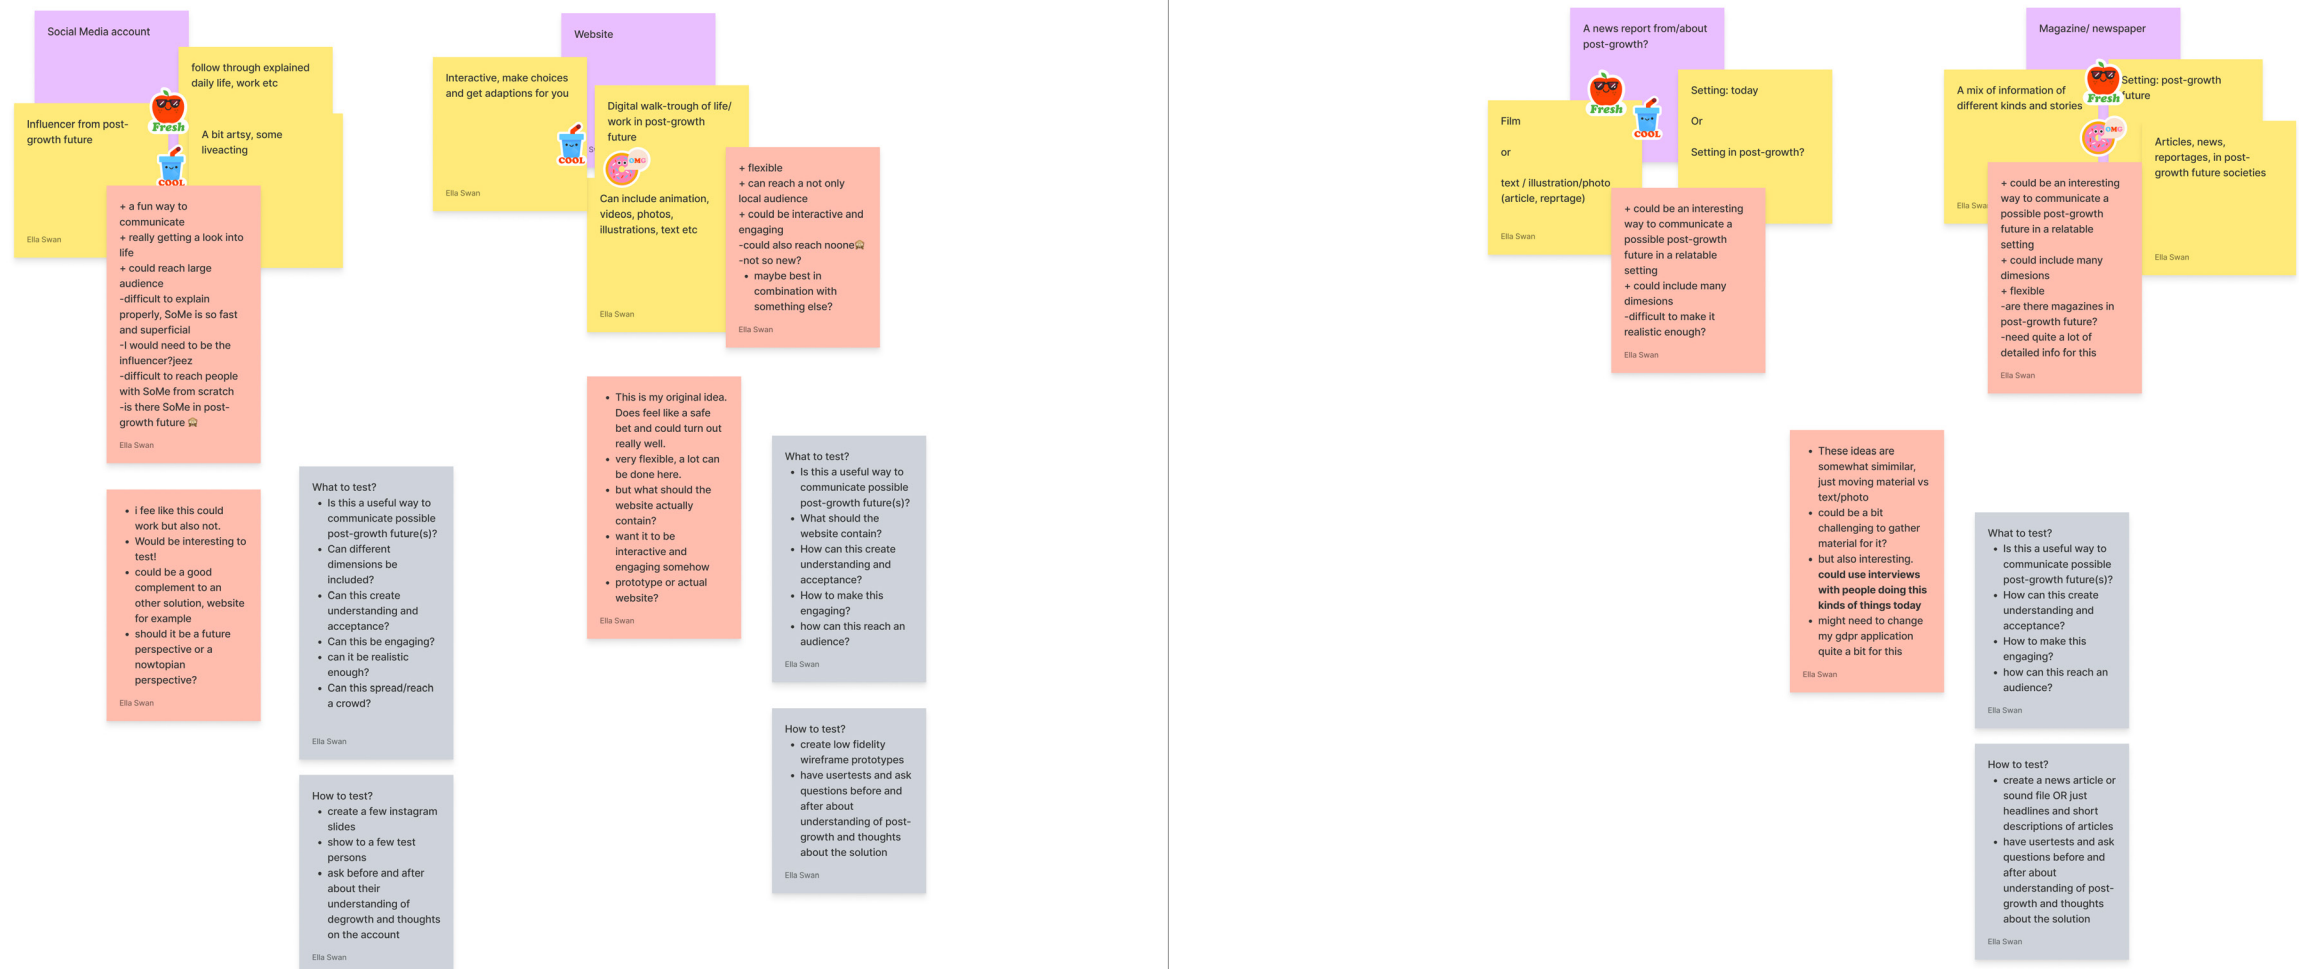 Social Media account
follow through explained
daily life, work etc
Fresh
Influencer from post-
growth future
Ella Swan
A bit artsy, some
liveacting
COOL
+ a fun way to
communicate
+ really getting a look into
life
+ could reach large
audience
-difficult to explain
properly, SoMe is so fast
and superficial
-I would need to be the
influencer?jeez
-difficult to reach people
with SoMe from scratch
-is there SoMe in post-
growth future 🙊
Ella Swan
• i fee like this could
work but also not.
• Would be interesting to
test!
• could be a good
complement to an
other solution, website
for example
• should it be a future
perspective or a
nowtopian
perspective?
Ella Swan
What to test?
• Is this a useful way to
communicate possible
post-growth future(s)?
• Can different
dimensions be
included?
• Can this create
understanding and
acceptance?
• Can this be engaging?
• can it be realistic
enough?
• Can this spread/reach
a crowd?
Ella Swan
How to test?
• create a few instagram
slides
• show to a few test
persons
• ask before and after
about their
understanding of
degrowth and thoughts
on the account
Ella Swan
Website
Interactive, make choices
and get adaptions for you
Ella Swan
COOL
Digital walk-trough of life/
work in post-growth
future
OMG
Can include animation,
videos, photos,
illustrations, text etc
Ella Swan
+ flexible
+ can reach a not only
local audience
+ could be interactive and
engaging
-could also reach noone🙊
-not so new?
• maybe best in
combination with
something else?
Ella Swan
• This is my original idea.
Does feel like a safe
bet and could turn out
really well.
• very flexible, a lot can
be done here.
• but what should the
website actually
contain?
• want it to be
interactive and
engaging somehow
• prototype or actual
website?
Ella Swan
What to test?
• Is this a useful way to
communicate possible
post-growth future(s)?
• What should the
website contain?
• How can this create
understanding and
acceptance?
• How to make this
engaging?
• how can this reach an
audience?
Ella Swan
How to test?
• create low fidelity
wireframe prototypes
• have usertests and ask
questions before and
after about
understanding of post-
growth and thoughts
about the solution
Ella Swan
A news report from/about
post-growth?
Fresh
COOL
Film
or
text / illustration/photo
(article, reprtage)
Ella Swan
Setting: today
Or
Setting in post-growth?
+ could be an interesting
way to communicate a
possible post-growth
future in a relatable
setting
+ could include many
dimesions
-difficult to make it
realistic enough?
Ella Swan
Magazine/ newspaper
A mix of information of
different kinds and stories
Fresh
Setting: post-growth
future
OMG
Articles, news,
reportages, in post-
growth future societies
Ella Swan
+ could be an interesting
way to communicate a
possible post-growth
future in a relatable
setting
+ could include many
dimesions
+ flexible
-are there magazines in
post-growth future?
-need quite a lot of
detailed info for this
Ella Swan
• These ideas are
somewhat simimilar,
just moving material vs
text/photo
• could be a bit
challenging to gather
material for it?
• but also interesting.
could use interviews
with people doing this
kinds of things today
• might need to change
my gdpr application
quite a bit for this
Ella Swan
What to test?
• Is this a useful way to
communicate possible
post-growth future(s)?
• How can this create
understanding and
acceptance?
• How to make this
engaging?
• how can this reach an
audience?
Ella Swan
How to test?
• create a news article or
sound file OR just
headlines and short
descriptions of articles
• have usertests and ask
questions before and
after about
understanding of post-
growth and thoughts
about the solution
Ella Swan